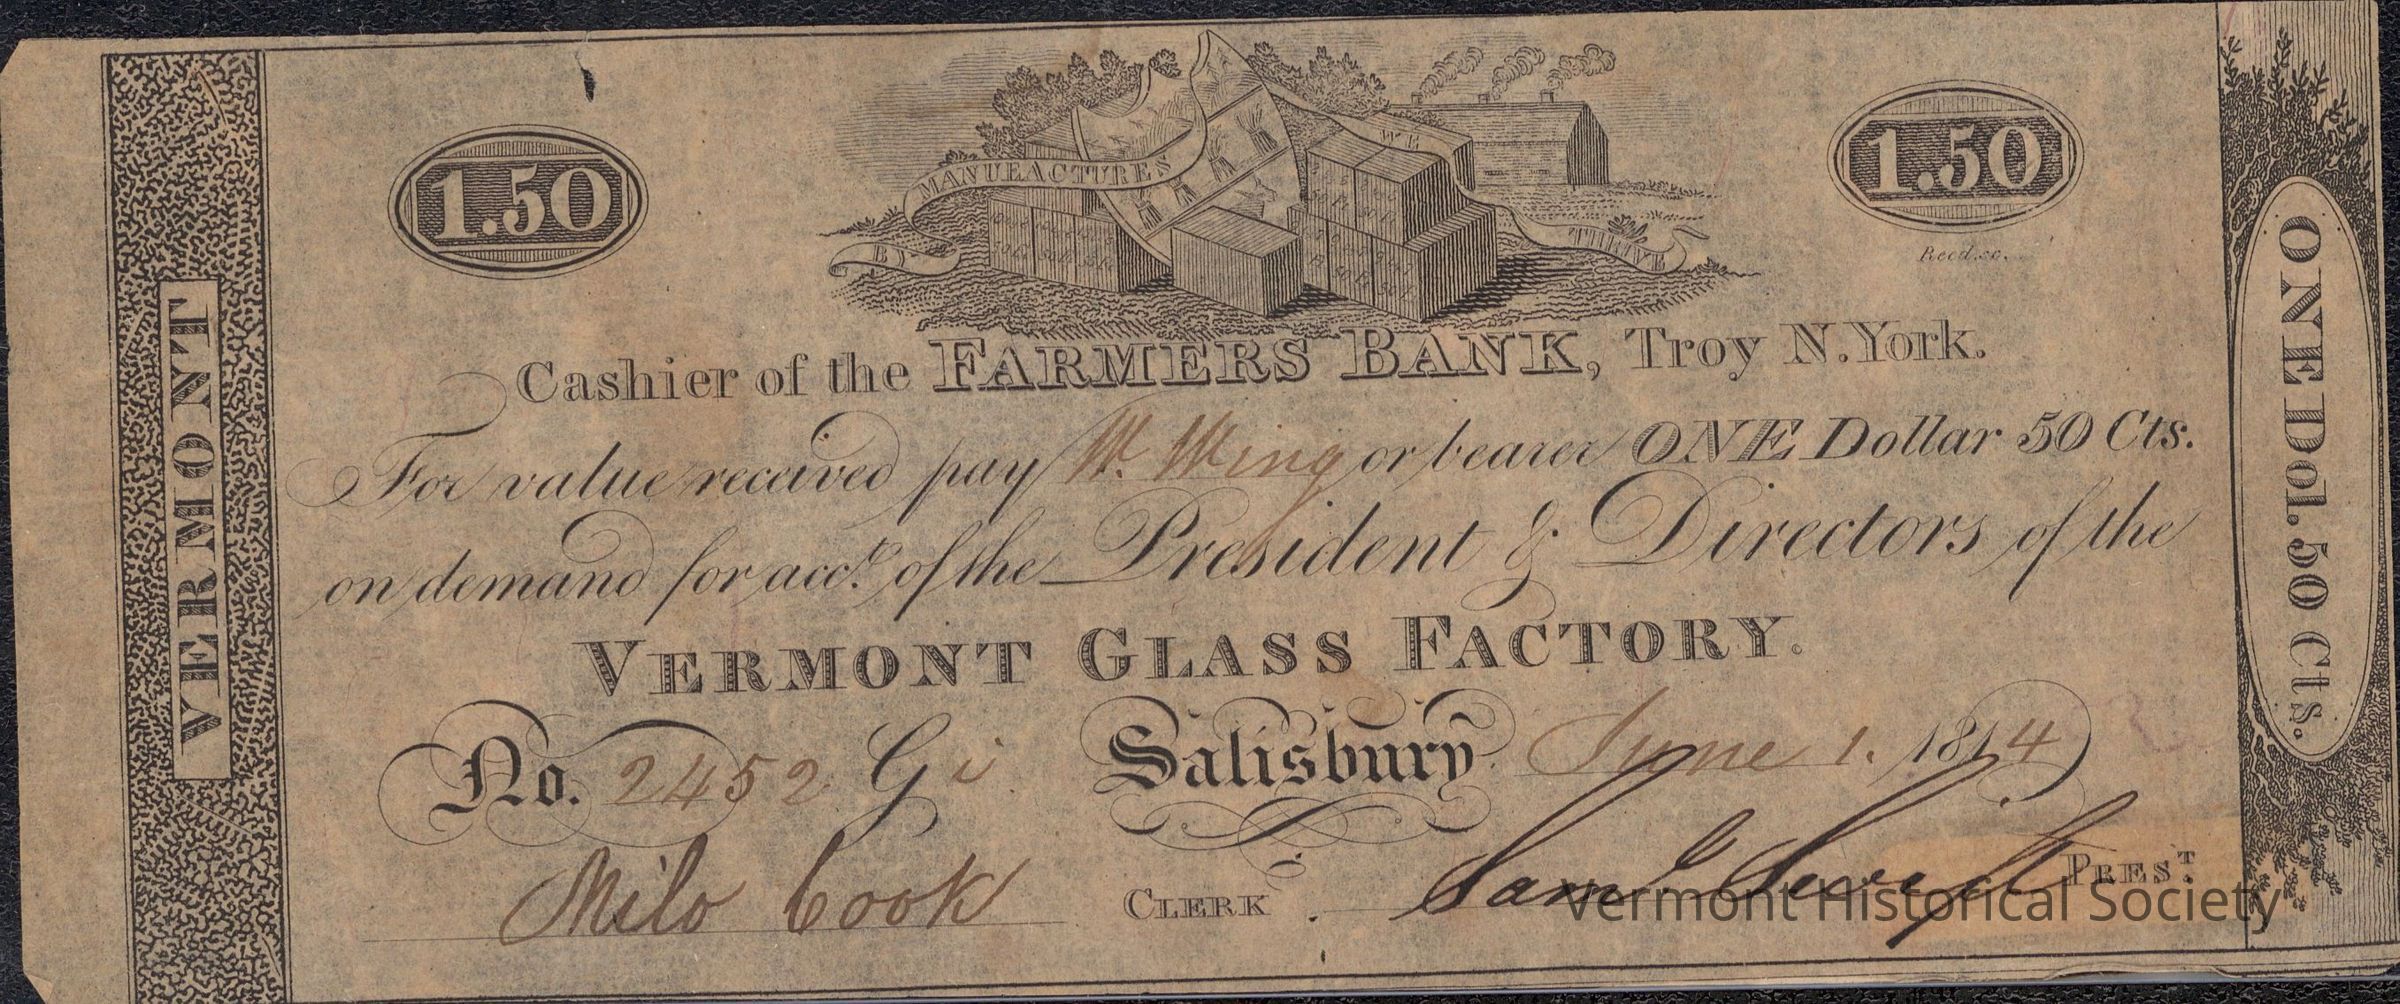 VERMONT
1.50
MANUFACTURES
WE
BY
THRIVE
1.50
Reed sc.
ONE Dol. 50 Cts.
Cashier of the FARMERS BANK, Troy N. York.
For value received pay W. Wing or bearer ONE Dollar 50 Cts.
on demand for acc.t of the President & Directors of the
VERMONT GLASS FACTORY.
No. 2452 G i Salisbury June 1. 1814
Milo Cook CLERK. Saml Swift PREST.
Vermont Historical Society